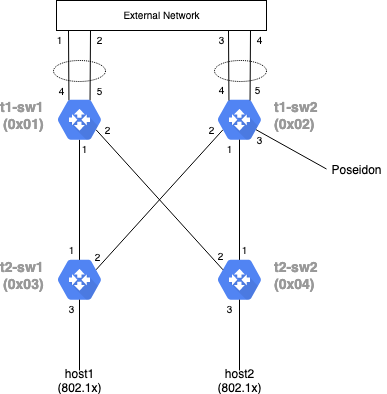 External Network
1 2 3 4
4 5 4 5
t1-sw1 t1-sw2
(0x01) (0x02)
2 2 3
1 1
Poseidon
1 2 2 1
t2-sw1 t2-sw2
(0x03) (0x04)
3 3
host1 host2
(802.1x) (802.1x)